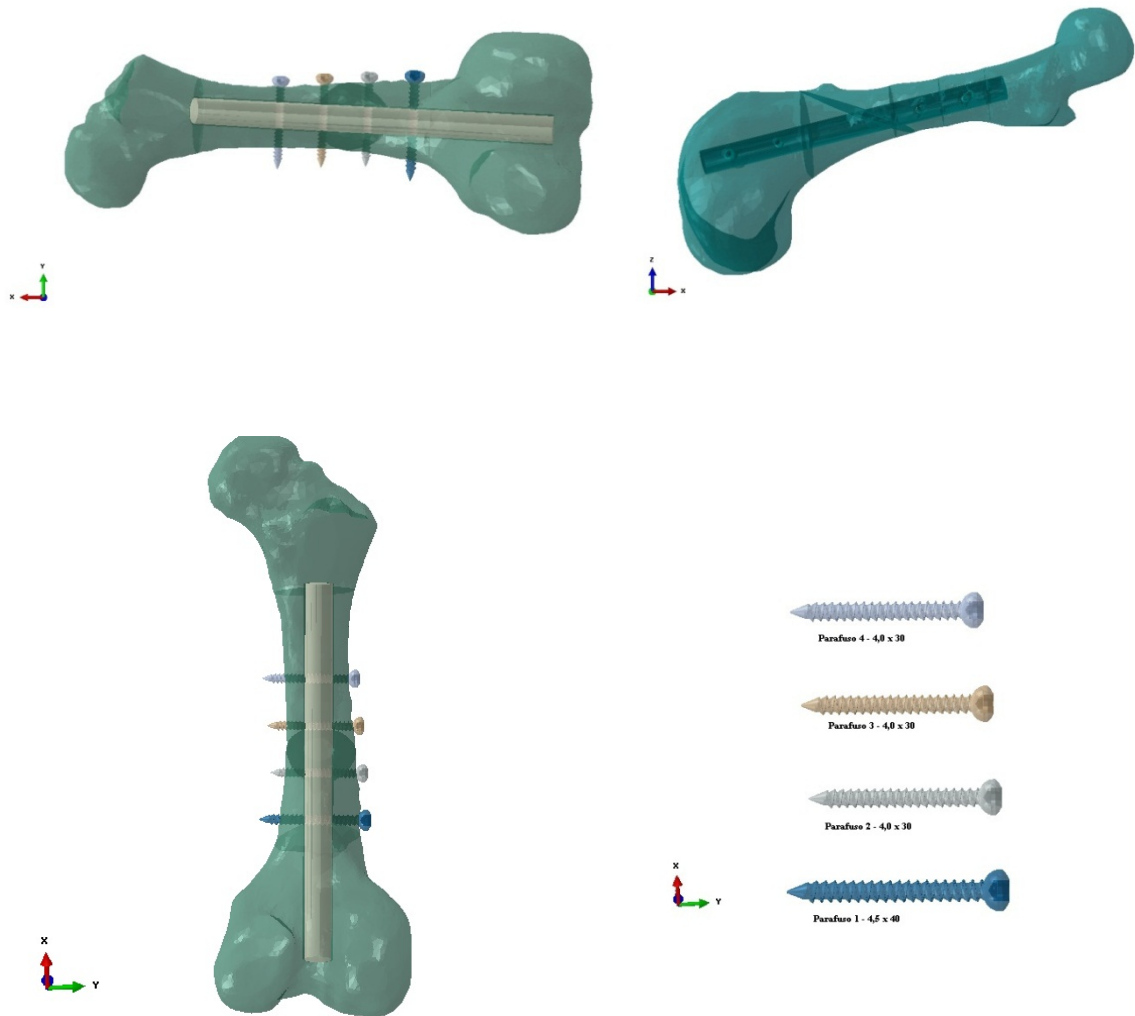 Y
X
Z
X
Parafuso 4 - 4,0 x 30
Parafuso 3 - 4,0 x 30
Parafuso 2 - 4,0 x 30
X
Y
Parafuso 1 - 4,5 x 40
X
Y